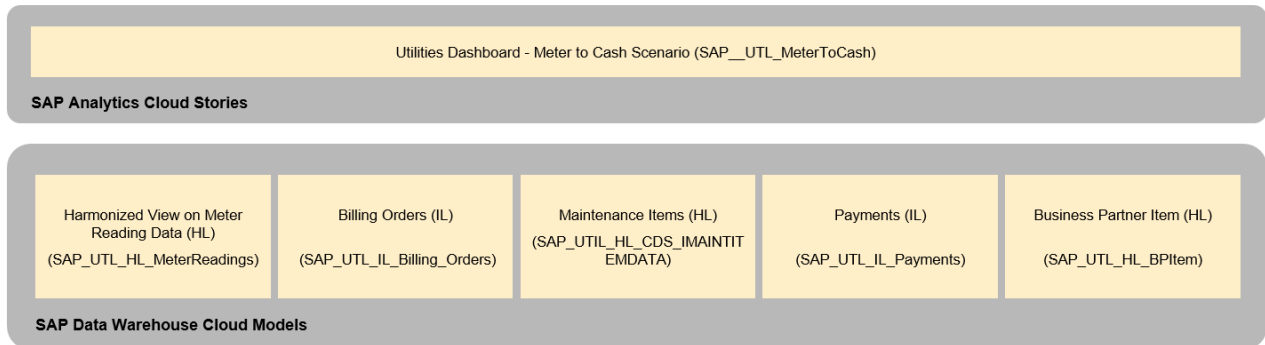 Utilities Dashboard - Meter to Cash Scenario (SAP__UTL_MeterToCash)
SAP Analytics Cloud Stories
Harmonized View on Meter
Reading Data (HL)
(SAP_UTL_HL_MeterReadings)
Billing Orders (IL)
(SAP_UTL_IL_Billing_Orders)
Maintenance Items (HL)
(SAP_UTIL_HL_CDS_IMAINTIT
EMDATA)
Payments (IL)
(SAP_UTL_IL_Payments)
Business Partner Item (HL)
(SAP_UTL_HL_BPItem)
SAP Data Warehouse Cloud Models